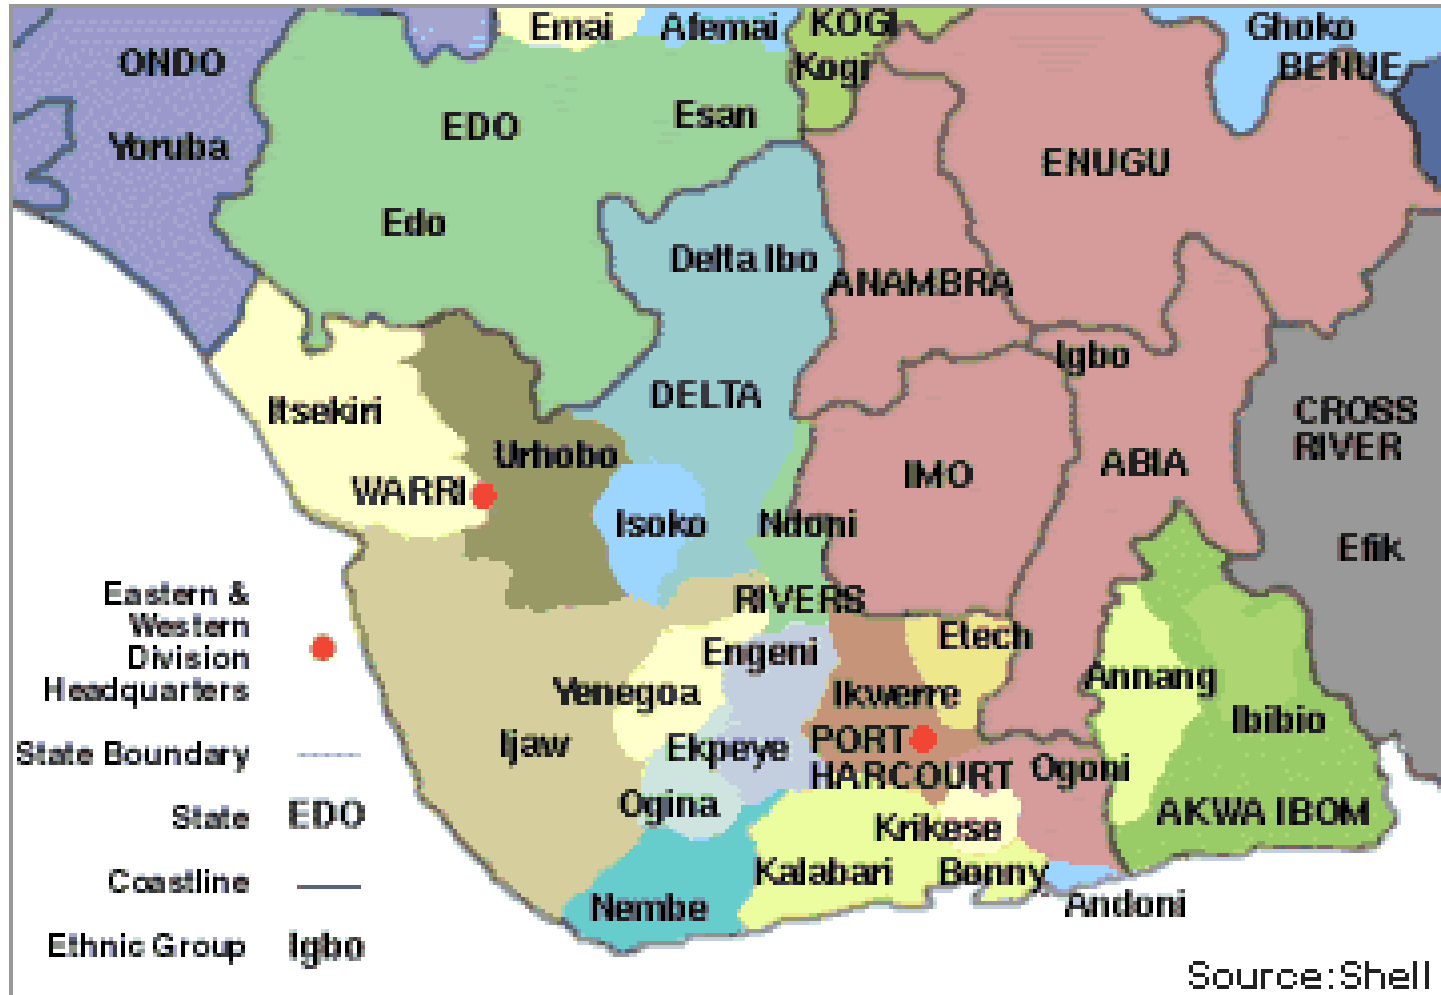 Emai
Afemai
KOGI
Ghoko
ONDO
Kogi
BENUE
EDO
Esan
Yoruba
ENUGU
Edo
Delta Ibo
ANAMBRA
Igbo
DELTA
Itsekiri
CROSS
RIVER
Urhobo
IMO
ABIA
WARRI
Isoko
Ndoni
Efik
Eastern &
Western
Division
Headquarters
RIVERS
Etech
Engeni
Annang
Yenegoa
Ikwerre
Ibibio
Ijaw
Ekpeye
PORT
HARCOURT
Ogoni
State Boundary
Ogina
State
EDO
Krikese
AKWA IBOM
Kalabari
Bonny
Coastline
Nembe
Andoni
Ethnic Group
Igbo
Source:Shell